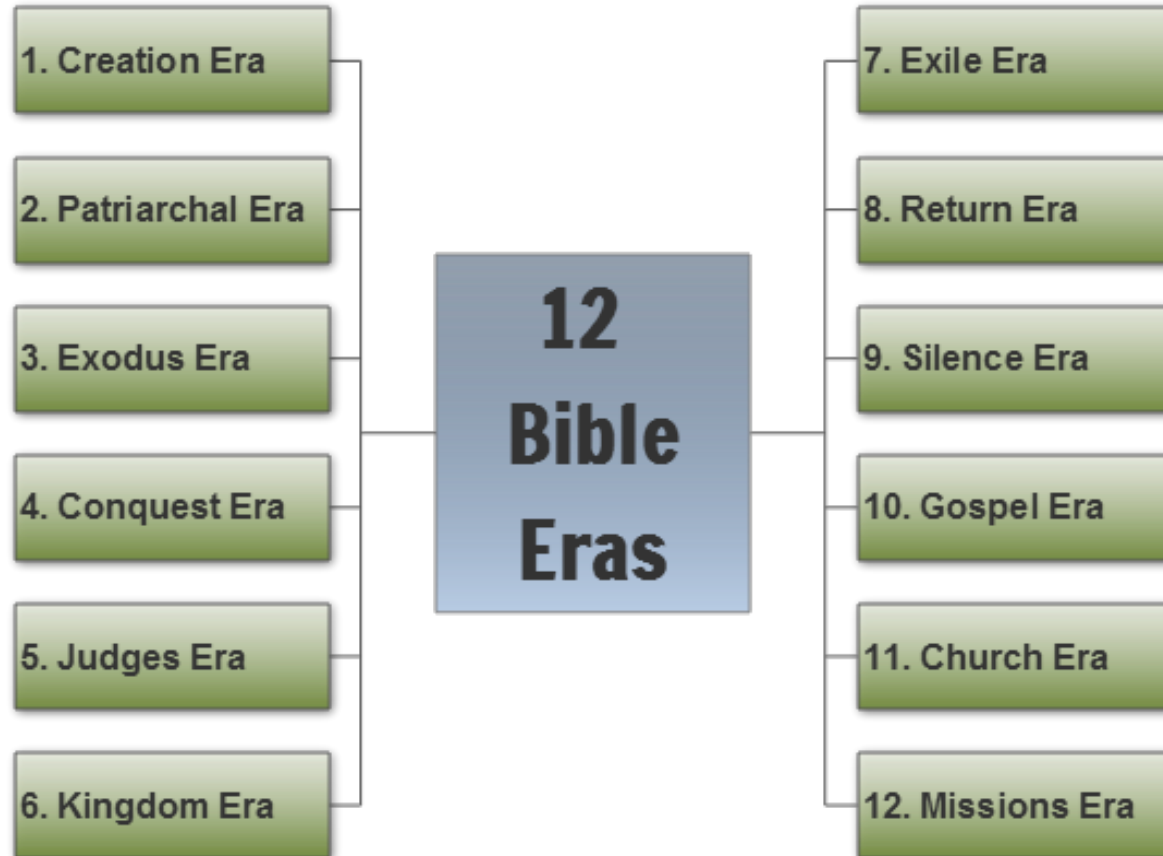 1. Creation Era
2. Patriarchal Era
3. Exodus Era
4. Conquest Era
5. Judges Era
6. Kingdom Era
12
Bible
Eras
7. Exile Era
8. Return Era
9. Silence Era
10. Gospel Era
11. Church Era
12. Missions Era